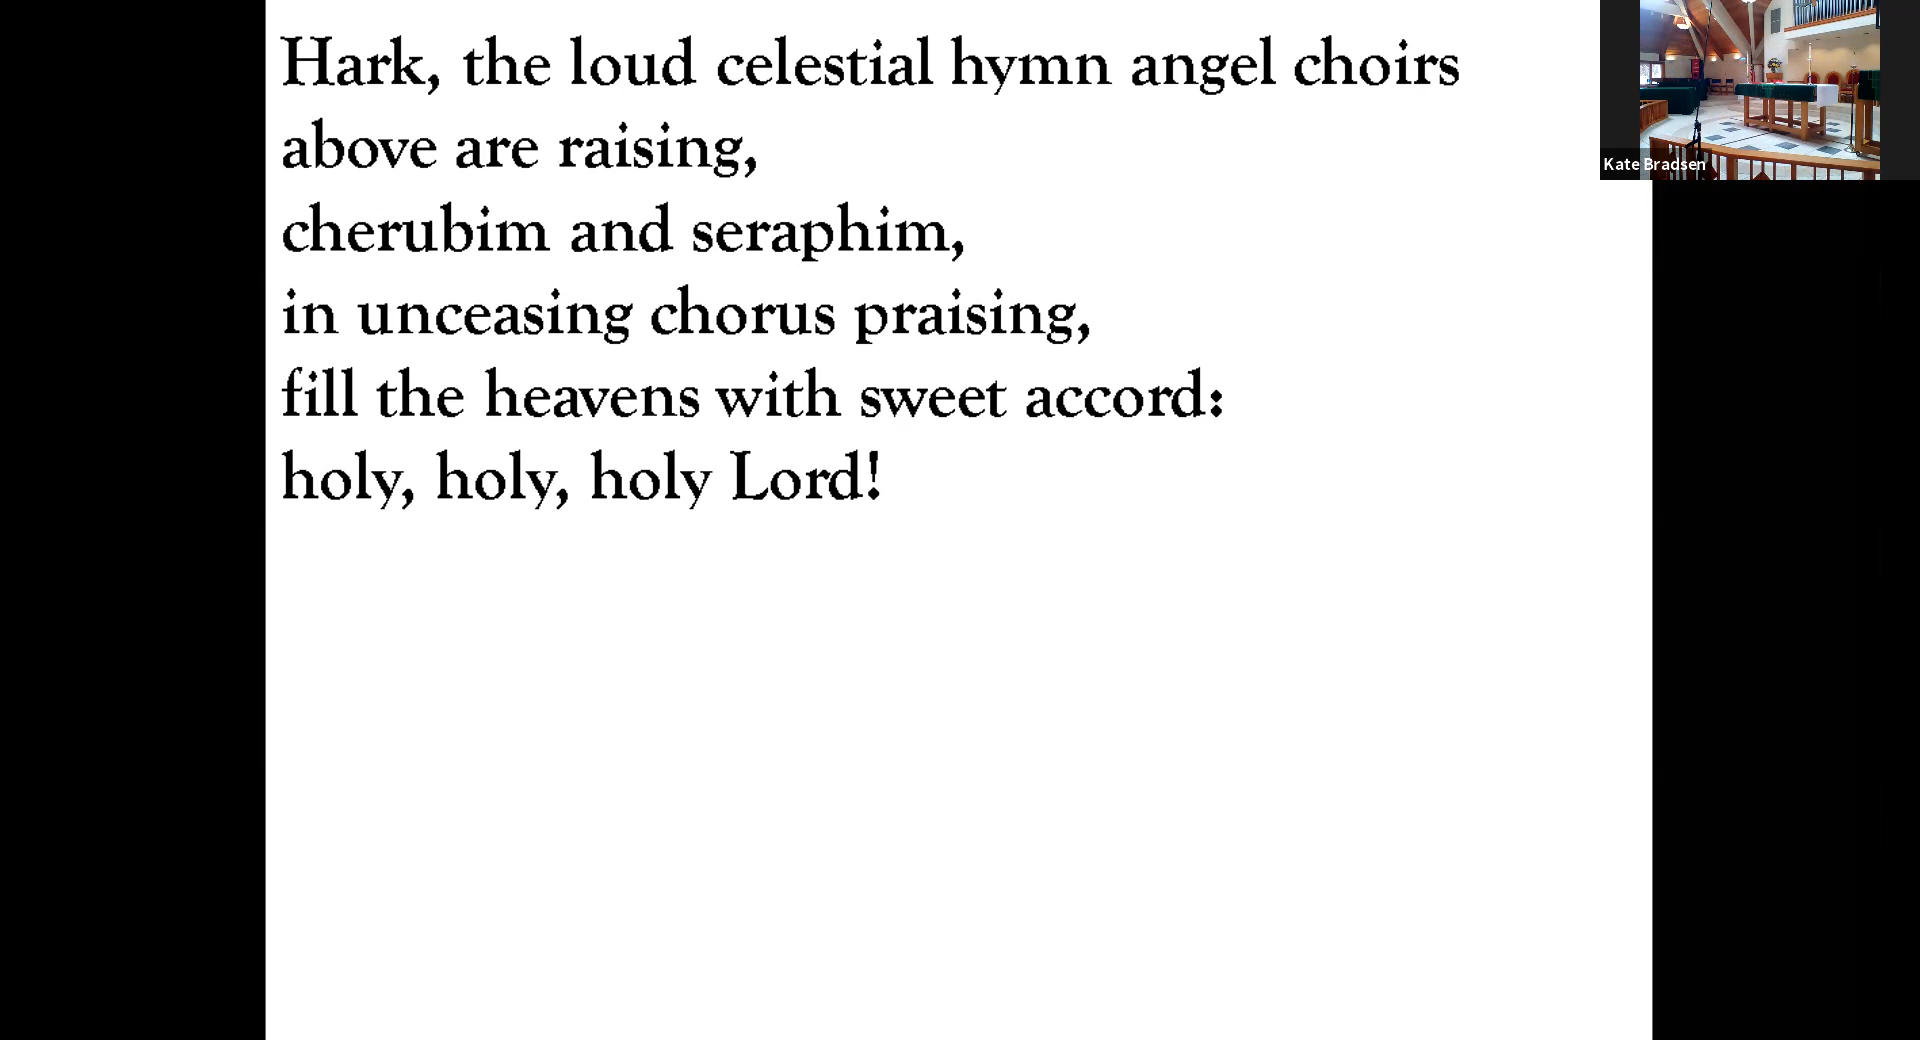 Hark, the loud celestial hymn angel choirs
above are raising,
cherubim and seraphim,
in unceasing chorus praising,
fill the heavens with sweet accord:
holy, holy, holy Lord!
Kate Bradsen